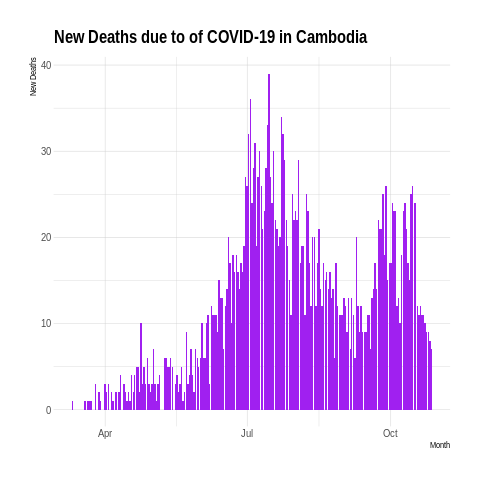 New Deaths due to of COVID-19 in Cambodia
New Deaths
40
30
20
10
0
Apr
Jul
Oct
Month